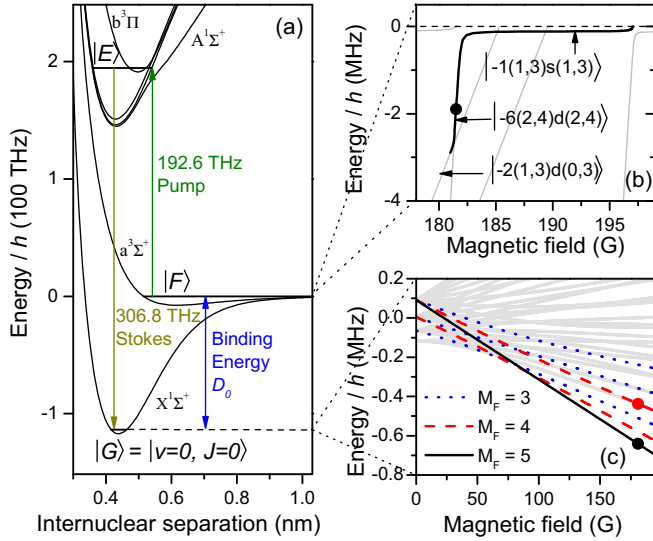 (a)
b³Π
A¹Σ⁺
|E⟩
192.6 THz
Pump
a³Σ⁺
|F⟩
306.8 THz
Stokes
Binding
Energy
D₀
X¹Σ⁺
|G⟩ = |v=0, J=0⟩
2
1
0
-1
Energy / h (100 THz)
0.4 0.6 0.8 1.0
Internuclear separation (nm)
0
-2
-4
Energy / h (MHz)
|-1(1,3)s(1,3)⟩
|-6(2,4)d(2,4)⟩
|-2(1,3)d(0,3)⟩
(b)
180 185 190 195
Magnetic field (G)
0.2
0.0
-0.2
-0.4
-0.6
-0.8
Energy / h (MHz)
M_F = 3
M_F = 4
M_F = 5
(c)
0 50 100 150
Magnetic field (G)